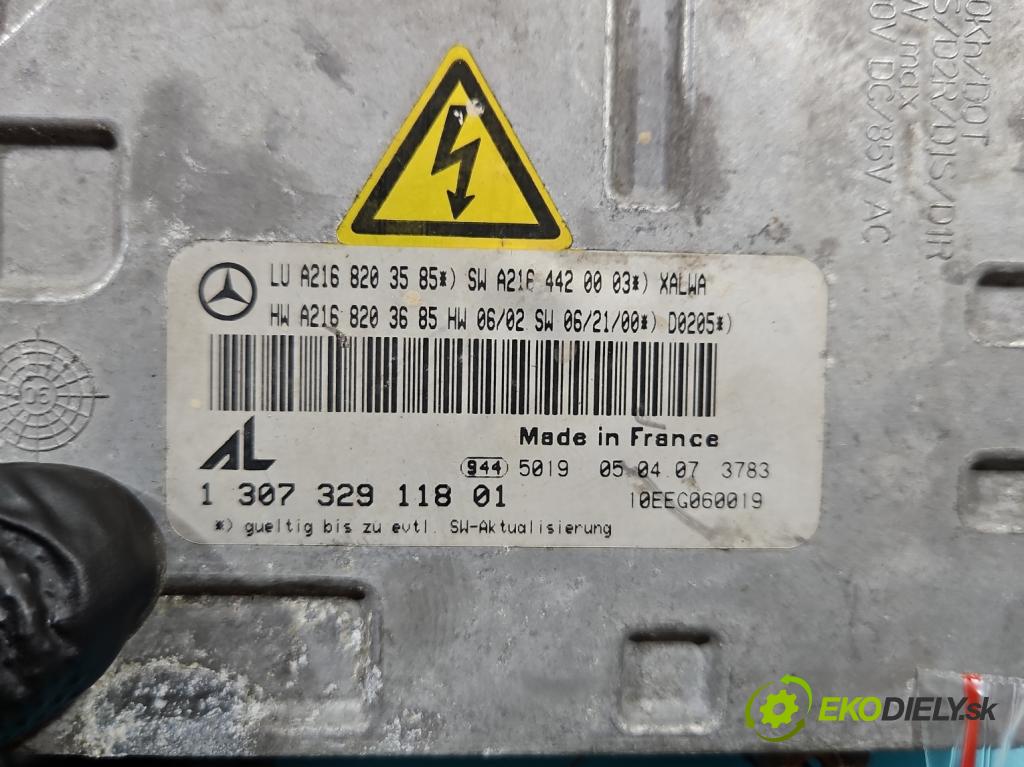 LU A216 820 35 85*) SW A216 442 00 03*) XALWA
HW A216 820 36 85 HW 06/02 SW 06/21/00*) D0205*)
Made in France
AL
944 5019 05.04.07 3783
1 307 329 118 01
10EEG060019
*) gueltig bis zu evtl. SW-Aktualisierung
0Kh/DOT
S/D2R/D1S/D1R
W max
0V DC/85V AC
EKODIELY.sk